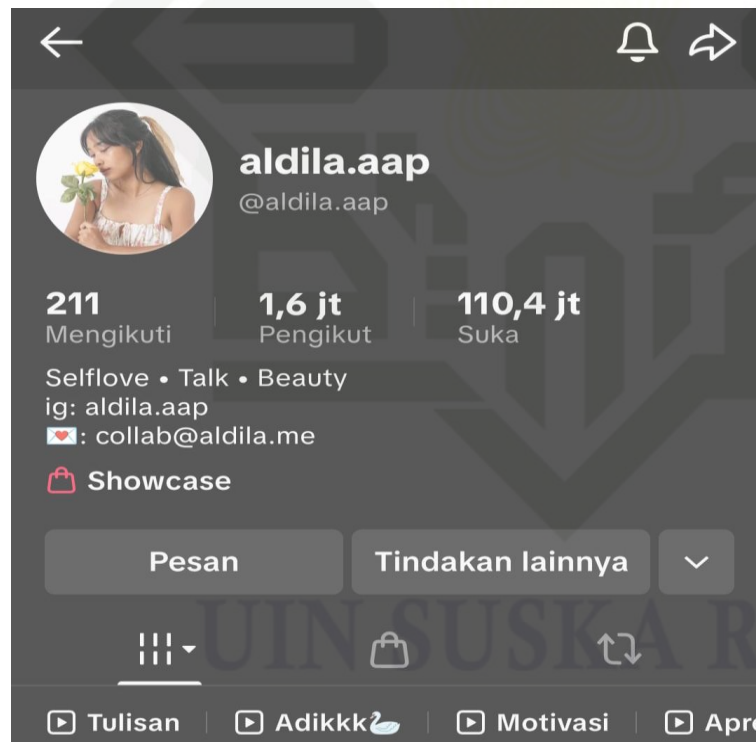 aldila.aap
@aldila.aap
211 1,6 jt 110,4 jt
Mengikuti Pengikut Suka
Selflove • Talk • Beauty
ig: aldila.aap
💌: collab@aldila.me
Showcase
Pesan Tindakan lainnya
UIN SUSKA R
Tulisan Adikkk🦢 Motivasi Apre